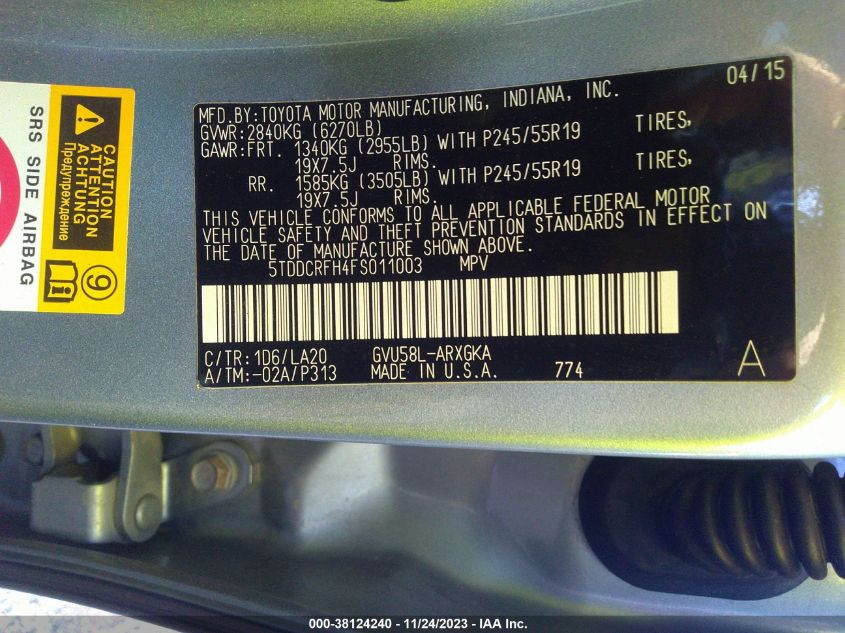 SRS SIDE AIRBAG
CAUTION
ATTENTION
ACHTUNG
Предупреждение
04/15
MFD.BY:TOYOTA MOTOR MANUFACTURING, INDIANA, INC.
GVWR:2840KG (6270LB)
GAWR:FRT. 1340KG (2955LB) WITH P245/55R19 TIRES,
19X7.5J RIMS.
RR. 1585KG (3505LB) WITH P245/55R19 TIRES,
19X7.5J RIMS.
THIS VEHICLE CONFORMS TO ALL APPLICABLE FEDERAL MOTOR
VEHICLE SAFETY AND THEFT PREVENTION STANDARDS IN EFFECT ON
THE DATE OF MANUFACTURE SHOWN ABOVE.
5TDDCRFH4FS011003 MPV
C/TR:1D6/LA20 GVU58L-ARXGKA
A/TM:-02A/P313 MADE IN U.S.A. 774 A
000-38124240 - 11/24/2023 - IAA Inc.